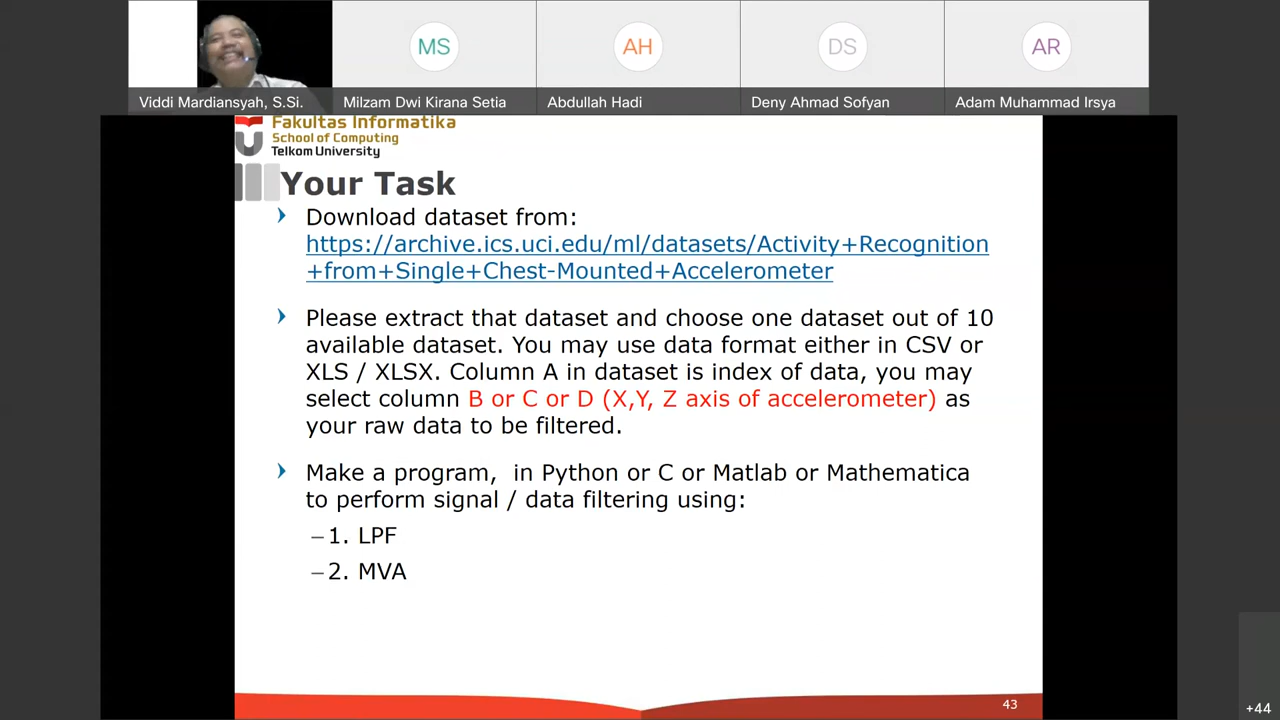 MS
AH
DS
AR
Viddi Mardiansyah, S.Si.
Milzam Dwi Kirana Setia
Abdullah Hadi
Deny Ahmad Sofyan
Adam Muhammad Irsya
Fakultas Informatika
School of Computing
Telkom University
Your Task
Download dataset from:
https://archive.ics.uci.edu/ml/datasets/Activity+Recognition
+from+Single+Chest-Mounted+Accelerometer
Please extract that dataset and choose one dataset out of 10
available dataset. You may use data format either in CSV or
XLS / XLSX. Column A in dataset is index of data, you may
select column B or C or D (X,Y, Z axis of accelerometer) as
your raw data to be filtered.
Make a program, in Python or C or Matlab or Mathematica
to perform signal / data filtering using:
–1. LPF
–2. MVA
43
+44